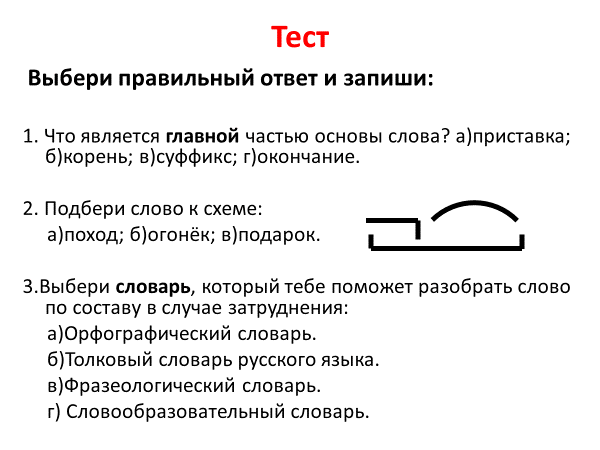 Тест
Выбери правильный ответ и запиши:
1. Что является главной частью основы слова? а)приставка;
б)корень; в)суффикс; г)окончание.
2. Подбери слово к схеме:
а)поход; б)огонёк; в)подарок.
3.Выбери словарь, который тебе поможет разобрать слово
по составу в случае затруднения:
а)Орфографический словарь.
б)Толковый словарь русского языка.
в)Фразеологический словарь.
г) Словообразовательный словарь.